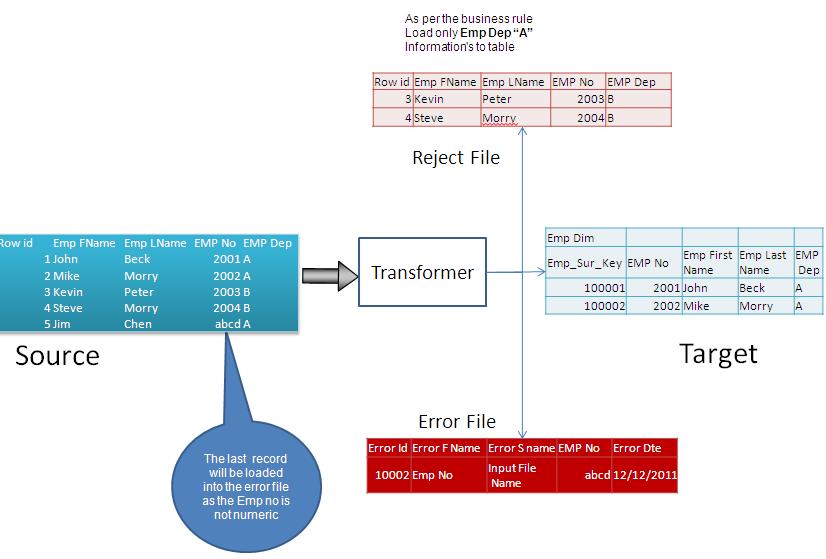 As per the business rule
Load only Emp Dep “A”
Information's to table
Row id Emp FName Emp LName EMP No EMP Dep
3 Kevin Peter 2003 B
4 Steve Morry 2004 B
Reject File
Row id Emp FName Emp LName EMP No EMP Dep
1 John Beck 2001 A
2 Mike Morry 2002 A
3 Kevin Peter 2003 B
4 Steve Morry 2004 B
5 Jim Chen abcd A
Source
Transformer
Emp Dim
Emp_Sur_Key EMP No Emp First Name Emp Last Name EMP Dep
100001 2001 John Beck A
100002 2002 Mike Morry A
Target
Error File
Error Id Error F Name Error S name EMP No Error Dte
10002 Emp No Input File Name abcd 12/12/2011
The last record
will be loaded
into the error file
as the Emp no is
not numeric